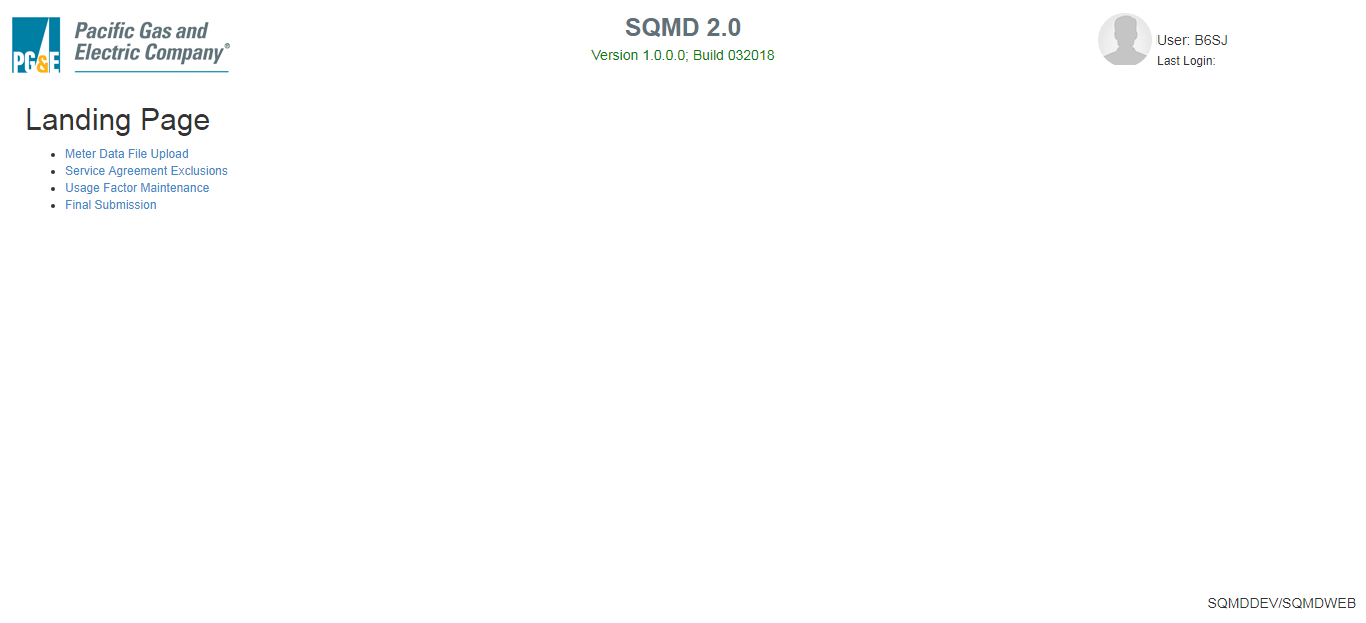 PG&E
Pacific Gas and
Electric Company®
SQMD 2.0
Version 1.0.0.0; Build 032018
User: B6SJ
Last Login:
Landing Page
Meter Data File Upload
Service Agreement Exclusions
Usage Factor Maintenance
Final Submission
SQMDDEV/SQMDWEB